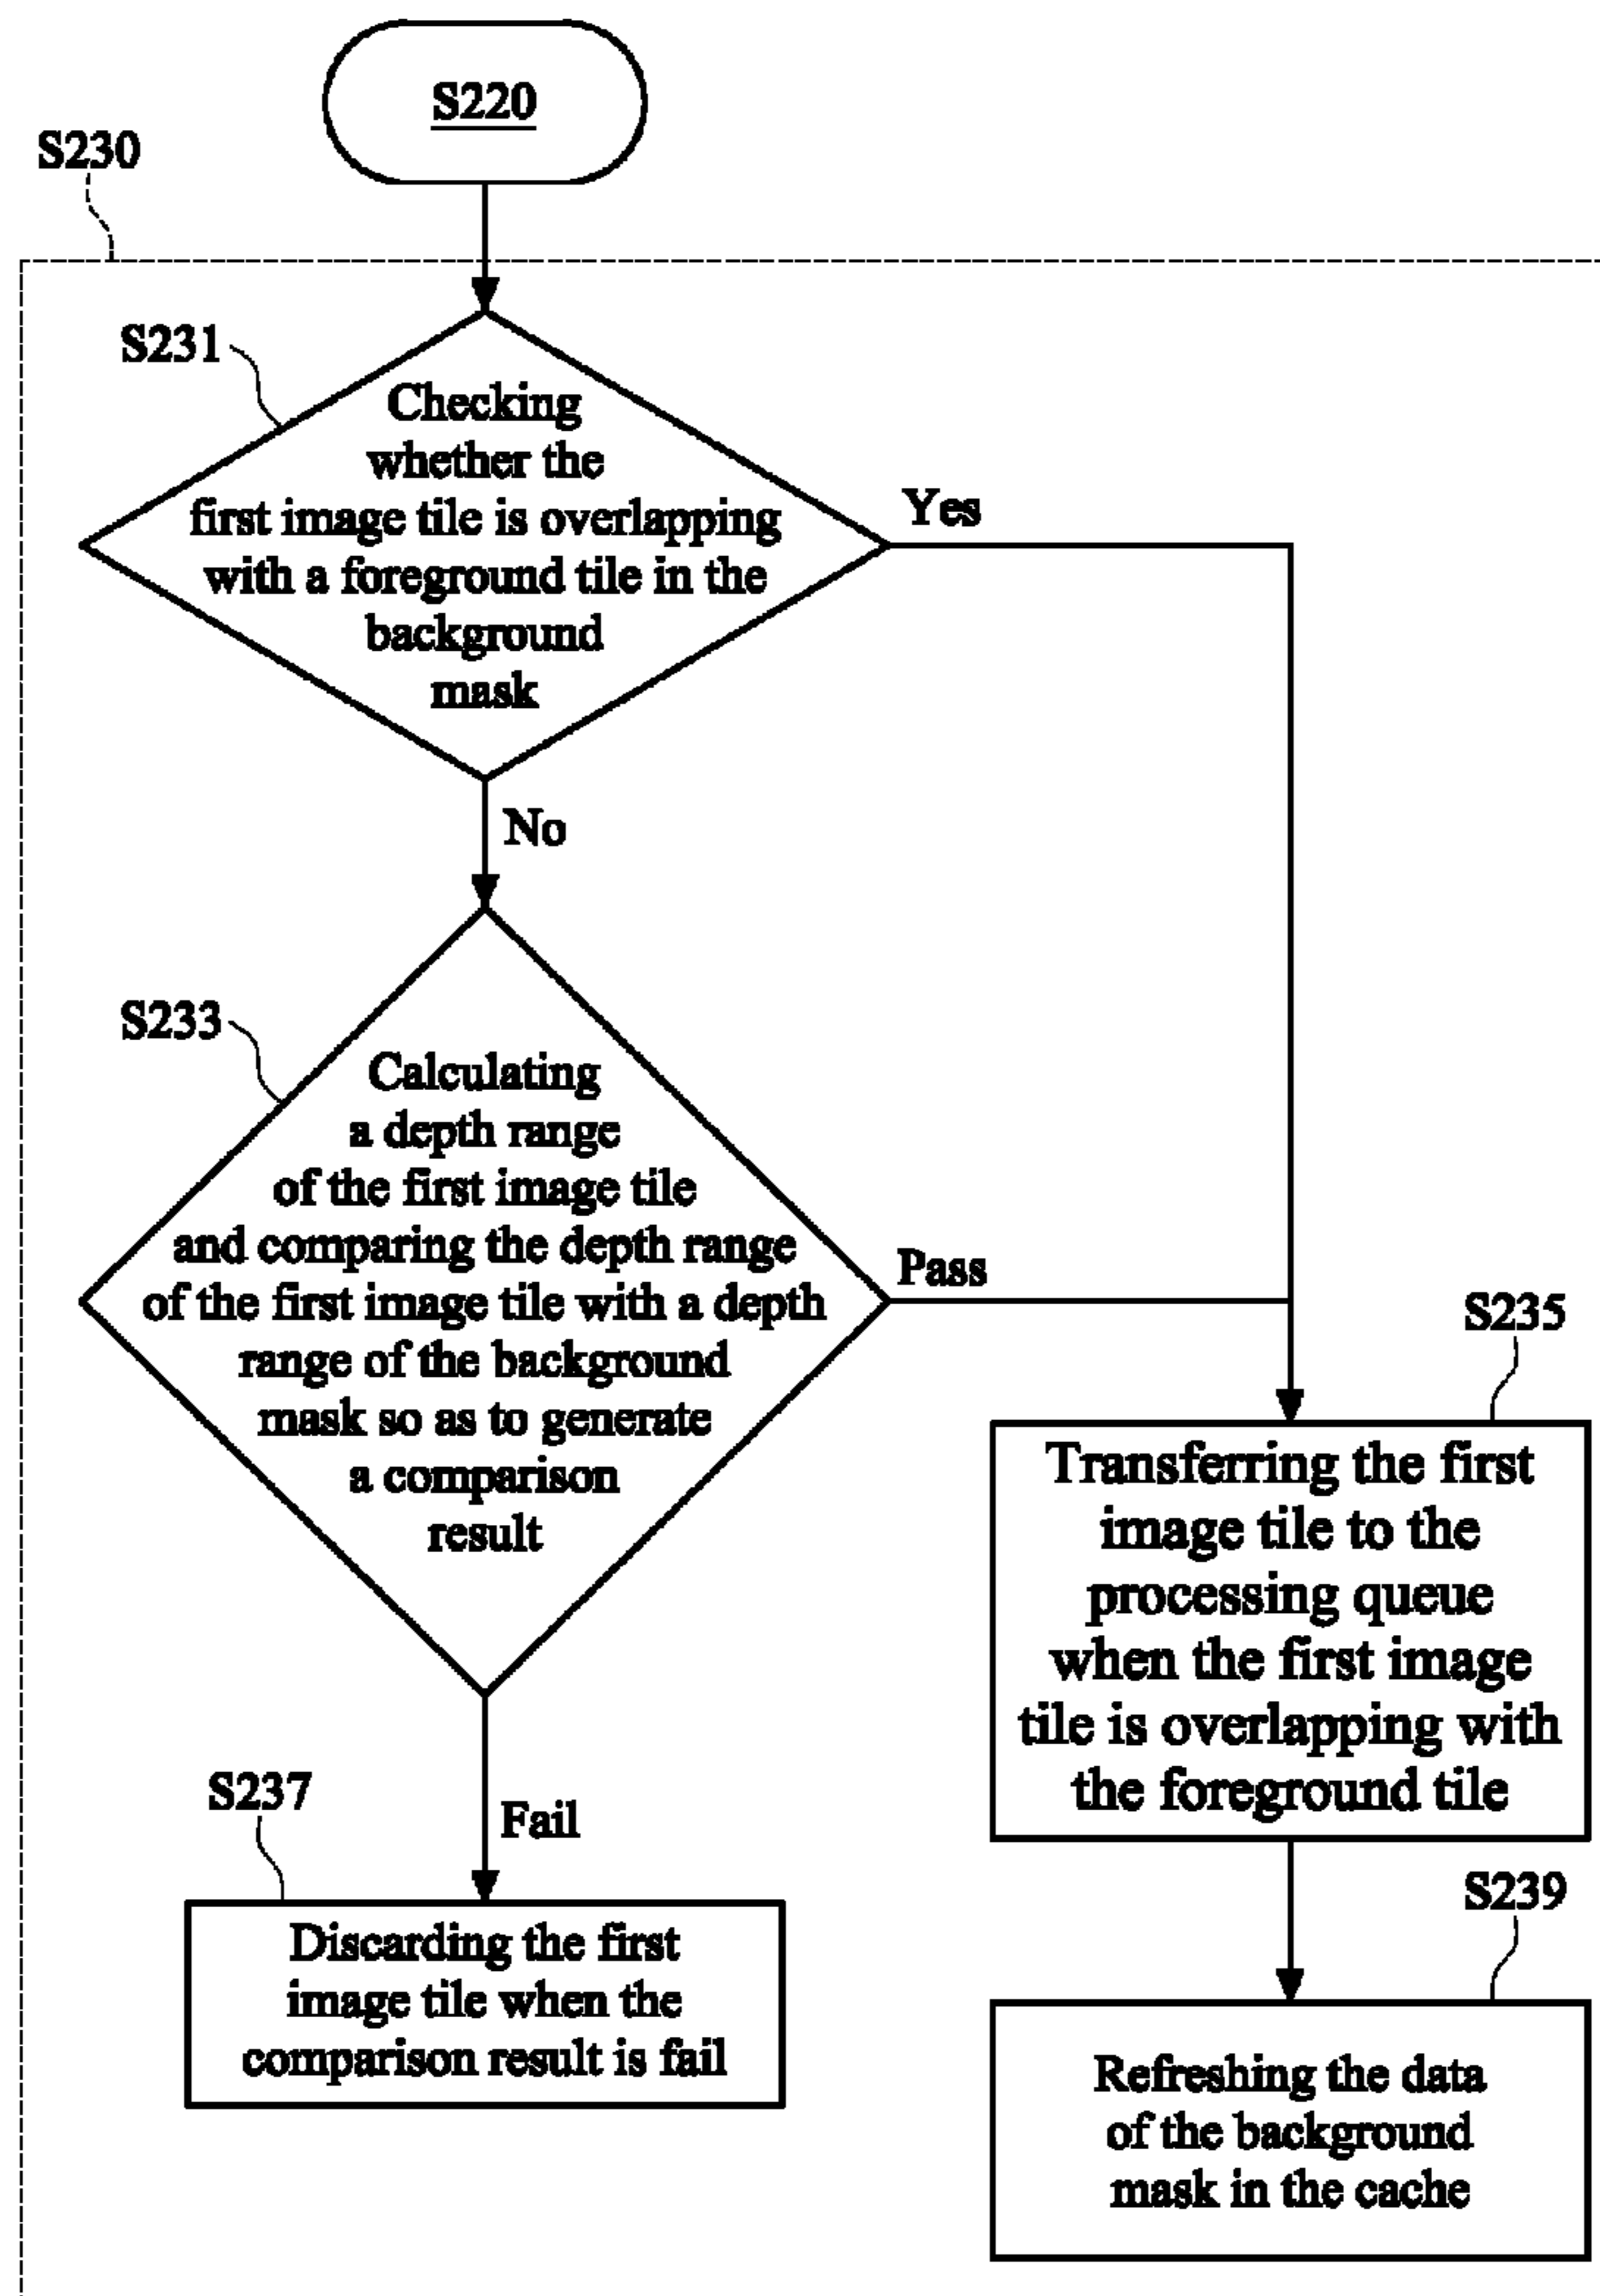 S220
S230
S231
Checking
whether the
first image tile is overlapping
with a foreground tile in the
background
mask
Yes
No
S233
Calculating
a depth range
of the first image tile
and comparing the depth range
of the first image tile with a depth
range of the background
mask so as to generate
a comparison
result
Pass
S235
Transferring the first
image tile to the
processing queue
when the first image
tile is overlapping with
the foreground tile
Fail
S237
Discarding the first
image tile when the
comparison result is fail
S239
Refreshing the data
of the background
mask in the cache